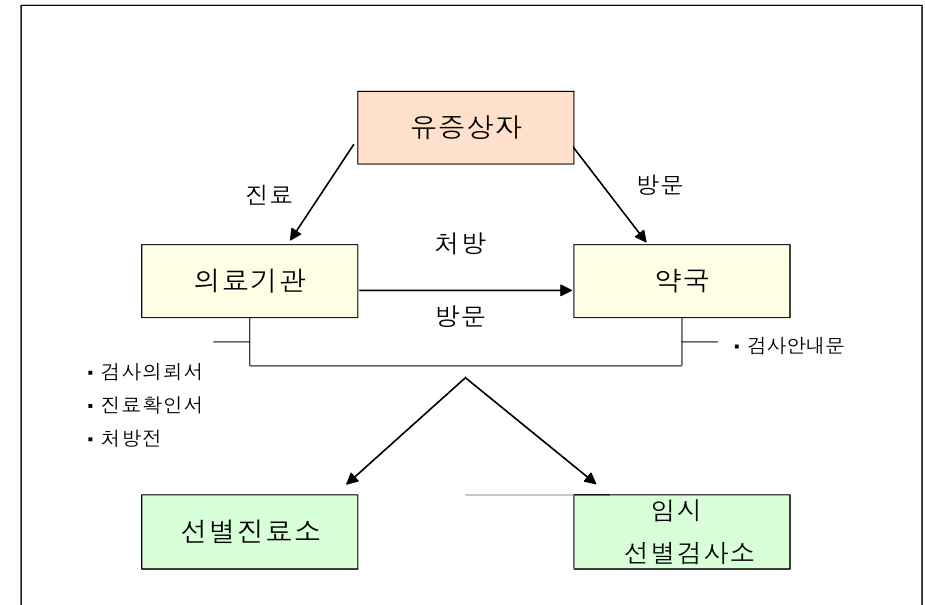 유증상자
진료
방문
처방
의료기관
약국
방문
▪ 검사안내문
▪ 검사의뢰서
▪ 진료확인서
▪ 처방전
선별진료소
임시
선별검사소